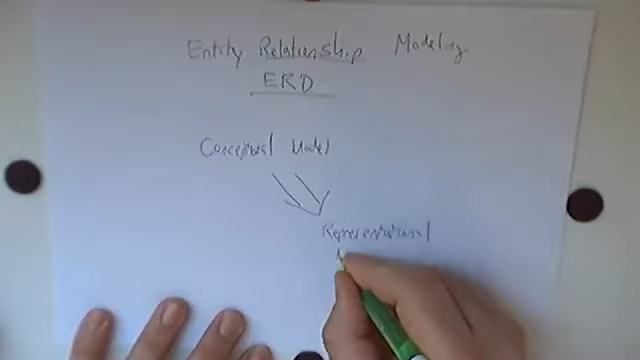 Entity Relationship Modeling
ERD
Conceptual Model
Representational